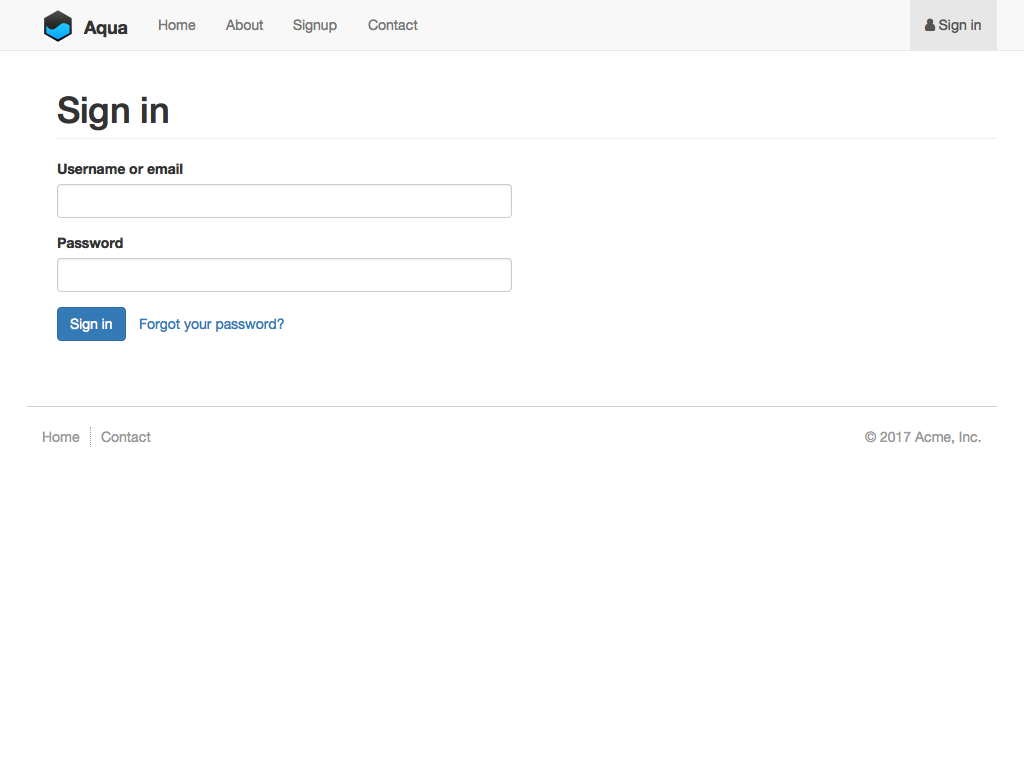 Aqua Home About Signup Contact Sign in
Sign in
Username or email
Password
Sign in Forgot your password?
Home Contact © 2017 Acme, Inc.